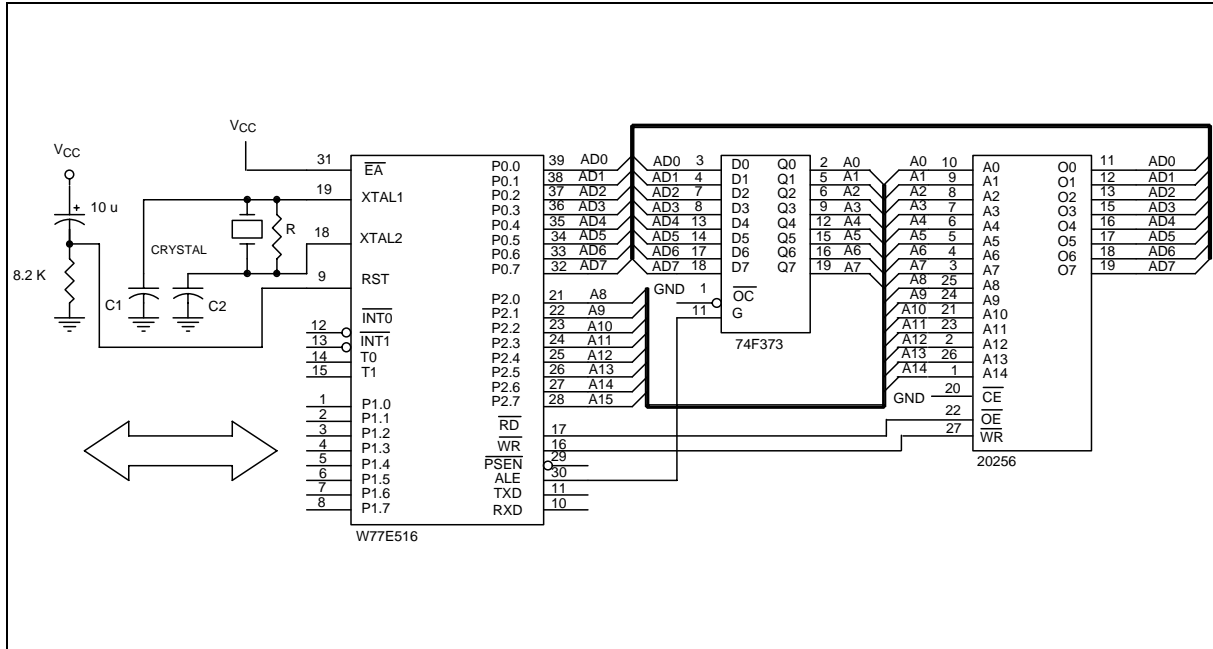 VCC
10 u
8.2 K
VCC
C1
C2
CRYSTAL
R
31 EA
19 XTAL1
18 XTAL2
9 RST
12 INT0
13 INT1
14 T0
15 T1
1 P1.0
2 P1.1
3 P1.2
4 P1.3
5 P1.4
6 P1.5
7 P1.6
8 P1.7
P0.0 39 AD0
P0.1 38 AD1
P0.2 37 AD2
P0.3 36 AD3
P0.4 35 AD4
P0.5 34 AD5
P0.6 33 AD6
P0.7 32 AD7
P2.0 21 A8
P2.1 22 A9
P2.2 23 A10
P2.3 24 A11
P2.4 25 A12
P2.5 26 A13
P2.6 27 A14
P2.7 28 A15
RD 17
WR 16
PSEN 29
ALE 30
TXD 11
RXD 10
W77E516
AD0 3 D0 Q0 2 A0
AD1 4 D1 Q1 5 A1
AD2 7 D2 Q2 6 A2
AD3 8 D3 Q3 9 A3
AD4 13 D4 Q4 12 A4
AD5 14 D5 Q5 15 A5
AD6 17 D6 Q6 16 A6
AD7 18 D7 Q7 19 A7
GND 1 OC
11 G
74F373
A0 10 A0 O0 11 AD0
A1 9 A1 O1 12 AD1
A2 8 A2 O2 13 AD2
A3 7 A3 O3 15 AD3
A4 6 A4 O4 16 AD4
A5 5 A5 O5 17 AD5
A6 4 A6 O6 18 AD6
A7 3 A7 O7 19 AD7
A8 25 A8
A9 24 A9
A10 21 A10
A11 23 A11
A12 2 A12
A13 26 A13
A14 1 A14
GND 20 CE
22 OE
27 WR
20256